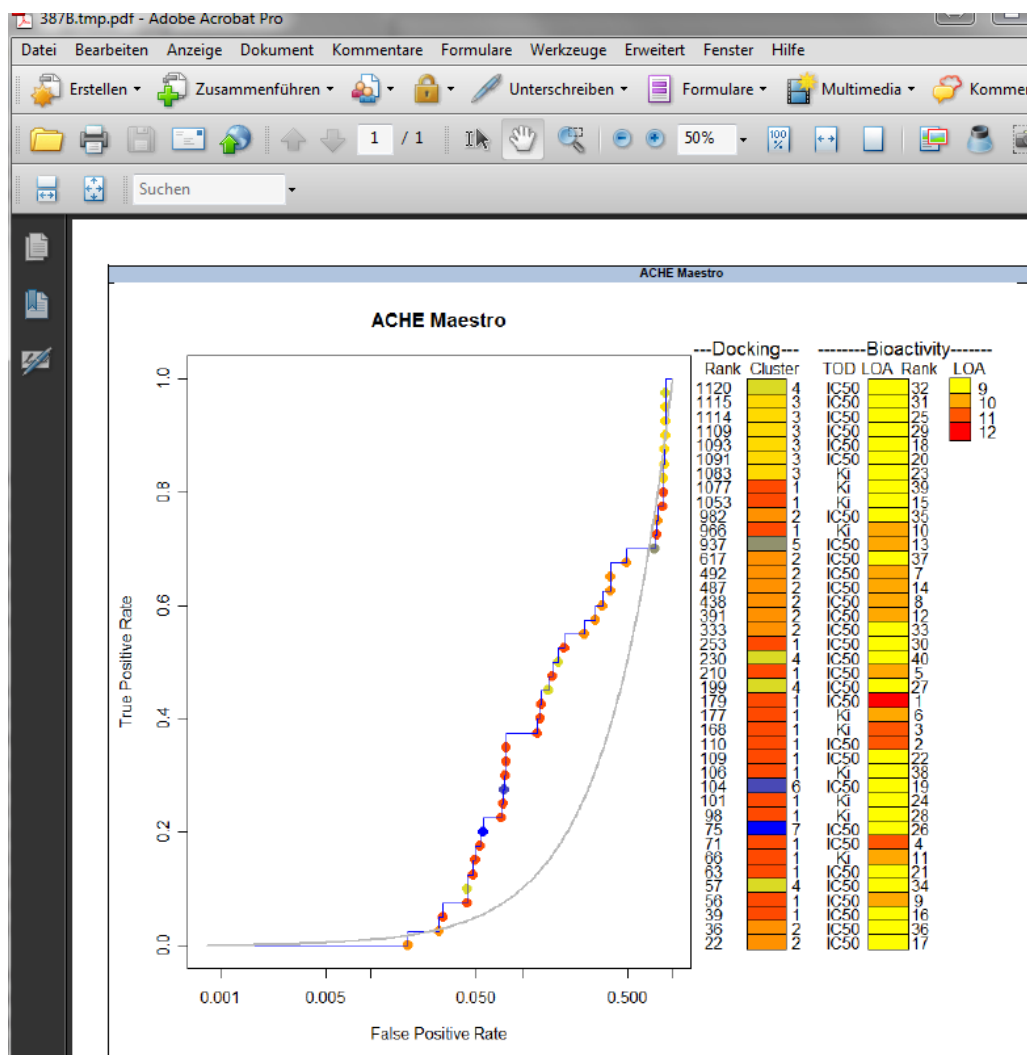 387B.tmp.pdf - Adobe Acrobat Pro
Datei Bearbeiten Anzeige Dokument Kommentare Formulare Werkzeuge Erweitert Fenster Hilfe
Erstellen Zusammenführen Unterschreiben Formulare Multimedia Kommen
1 / 1 50%
Suchen
ACHE Maestro
ACHE Maestro
---Docking--- --------Bioactivity-------
Rank Cluster TOD LOA Rank LOA
1120 4 IC50 32 9
1115 3 IC50 31 10
1114 3 IC50 25 11
1109 3 IC50 29 12
1093 3 IC50 18
1091 3 IC50 20
1083 3 Ki 23
1077 1 Ki 39
1053 1 Ki 15
982 2 IC50 35
966 1 Ki 10
937 5 IC50 13
617 2 IC50 37
492 2 IC50 7
487 2 IC50 14
438 2 IC50 8
391 2 IC50 12
333 2 IC50 33
253 1 IC50 30
230 4 IC50 40
210 1 IC50 5
199 4 IC50 27
179 1 IC50 1
177 1 Ki 6
168 1 Ki 3
110 1 IC50 2
109 1 IC50 22
106 1 Ki 38
104 6 IC50 19
101 1 Ki 24
98 1 Ki 28
75 7 IC50 26
71 1 IC50 4
66 1 Ki 11
63 1 IC50 21
57 4 IC50 34
56 1 IC50 9
39 1 IC50 16
36 2 IC50 36
22 2 IC50 17
True Positive Rate
1.0
0.8
0.6
0.4
0.2
0.0
0.001 0.005 0.050 0.500
False Positive Rate